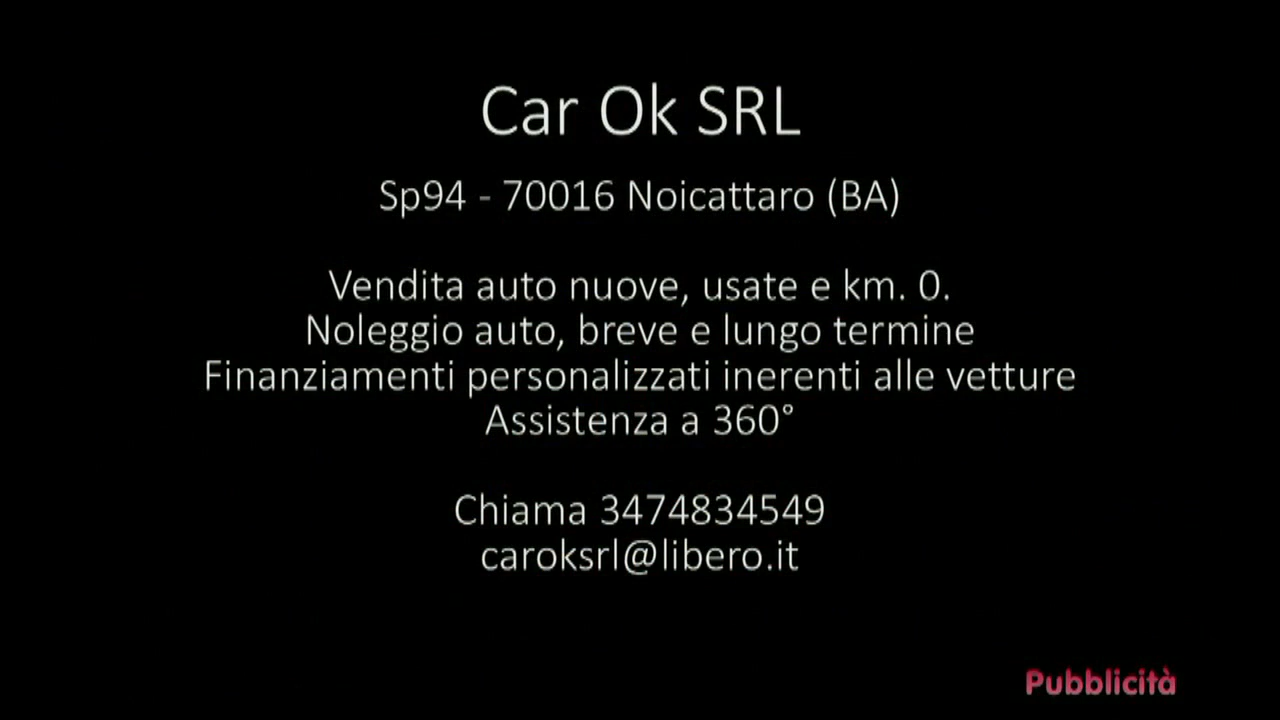 Car Ok SRL
Sp94 - 70016 Noicattaro (BA)
Vendita auto nuove, usate e km. 0.
Noleggio auto, breve e lungo termine
Finanziamenti personalizzati inerenti alle vetture
Assistenza a 360°
Chiama 3474834549
caroksrl@libero.it
Pubblicità